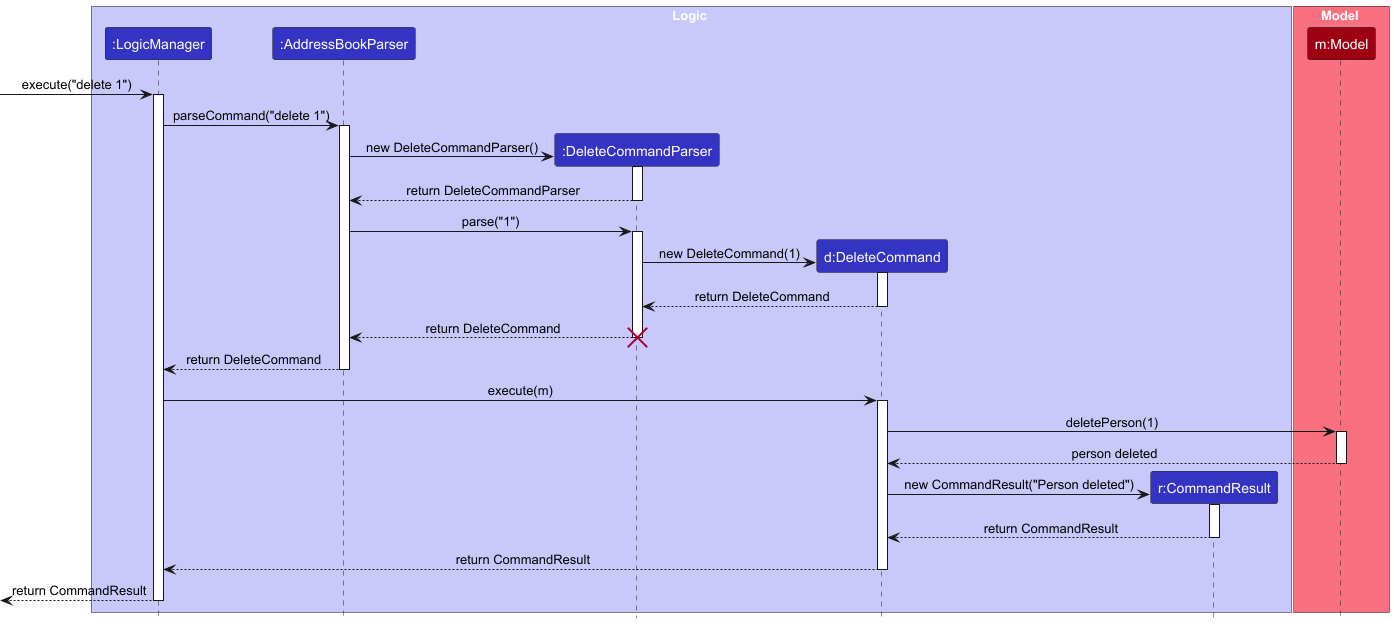 Logic
Model
:LogicManager
:AddressBookParser
m:Model
execute("delete 1")
parseCommand("delete 1")
new DeleteCommandParser()
:DeleteCommandParser
return DeleteCommandParser
parse("1")
new DeleteCommand(1)
d:DeleteCommand
return DeleteCommand
return DeleteCommand
return DeleteCommand
execute(m)
deletePerson(1)
person deleted
new CommandResult("Person deleted")
r:CommandResult
return CommandResult
return CommandResult
return CommandResult